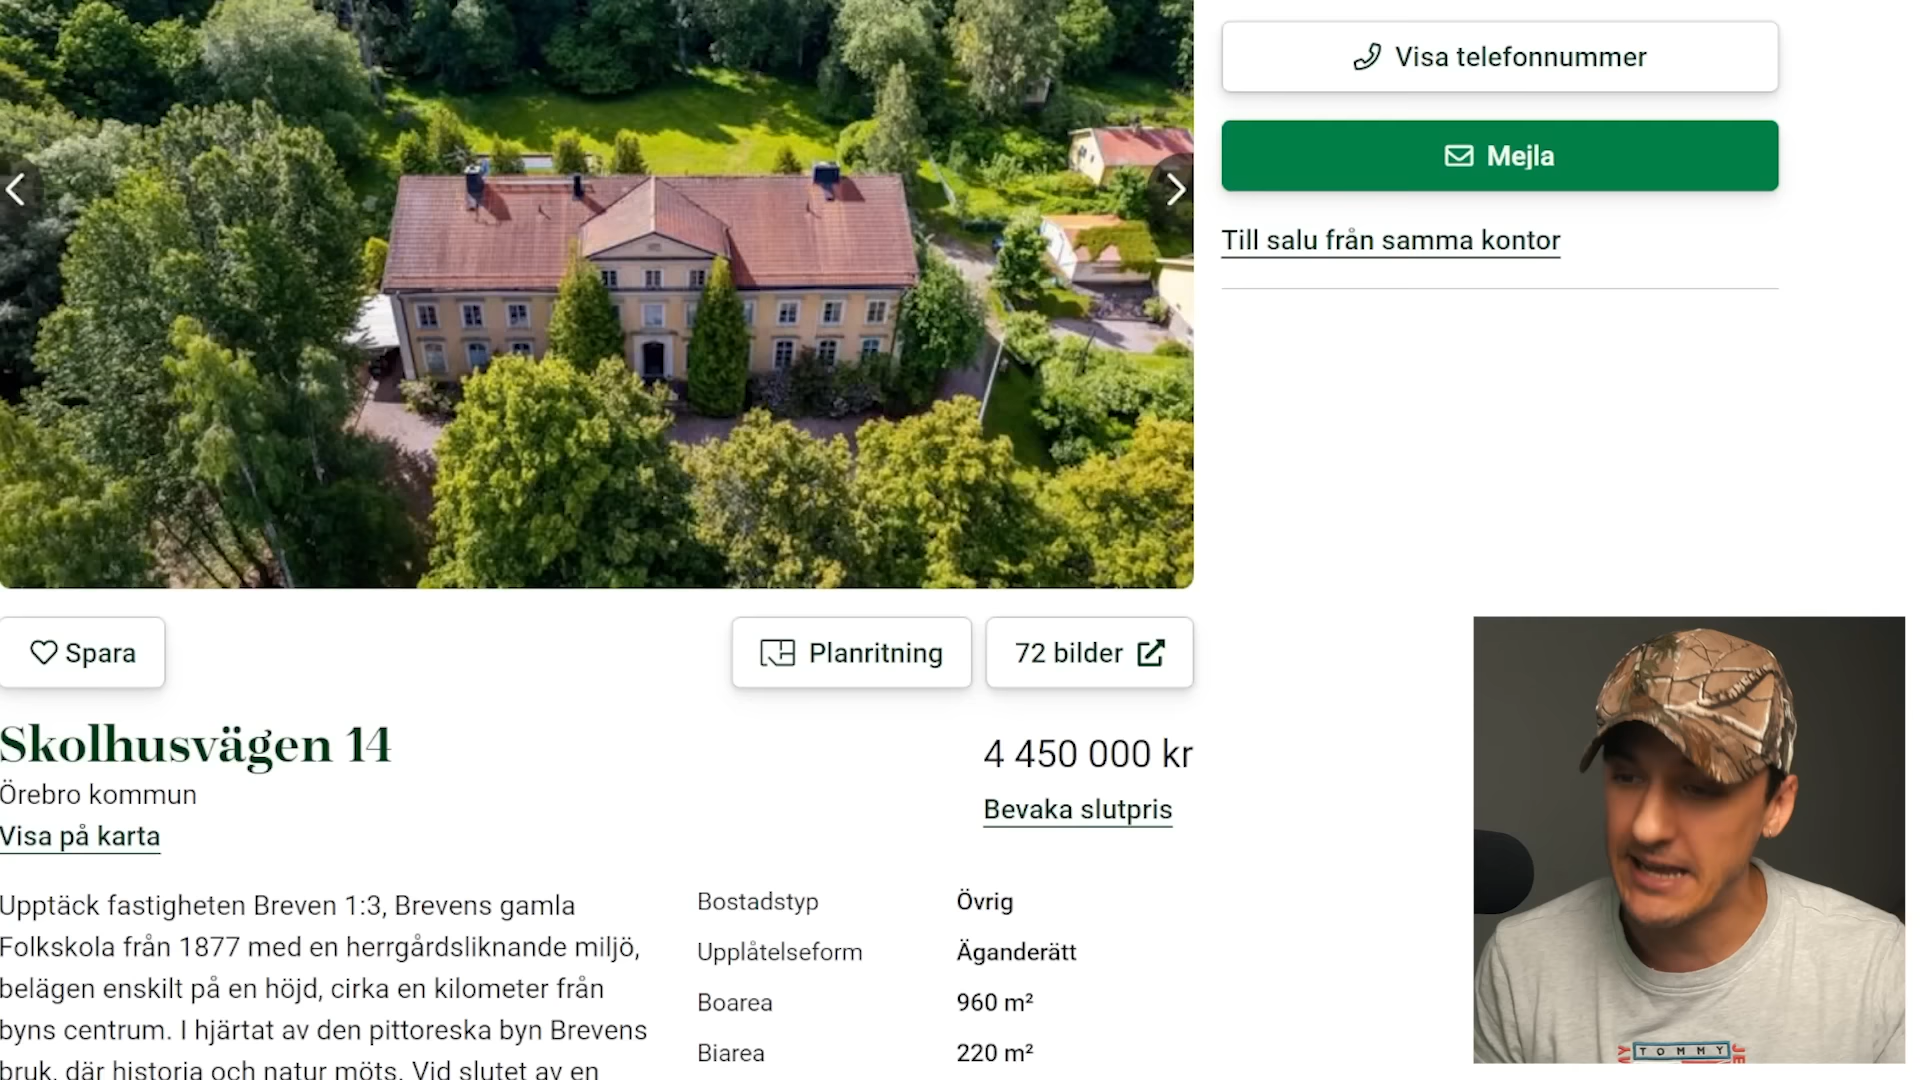 Visa telefonnummer
Mejla
Till salu från samma kontor
Spara
Planritning
72 bilder
Skolhusvägen 14
4 450 000 kr
Örebro kommun
Bevaka slutpris
Visa på karta
Upptäck fastigheten Breven 1:3, Brevens gamla
Folkskola från 1877 med en herrgårdsliknande miljö,
belägen enskilt på en höjd, cirka en kilometer från
byns centrum. I hjärtat av den pittoreska byn Brevens
bruk, där historia och natur möts. Vid slutet av en
Bostadstyp Övrig
Upplåtelseform Äganderätt
Boarea 960 m²
Biarea 220 m²
TOMMY